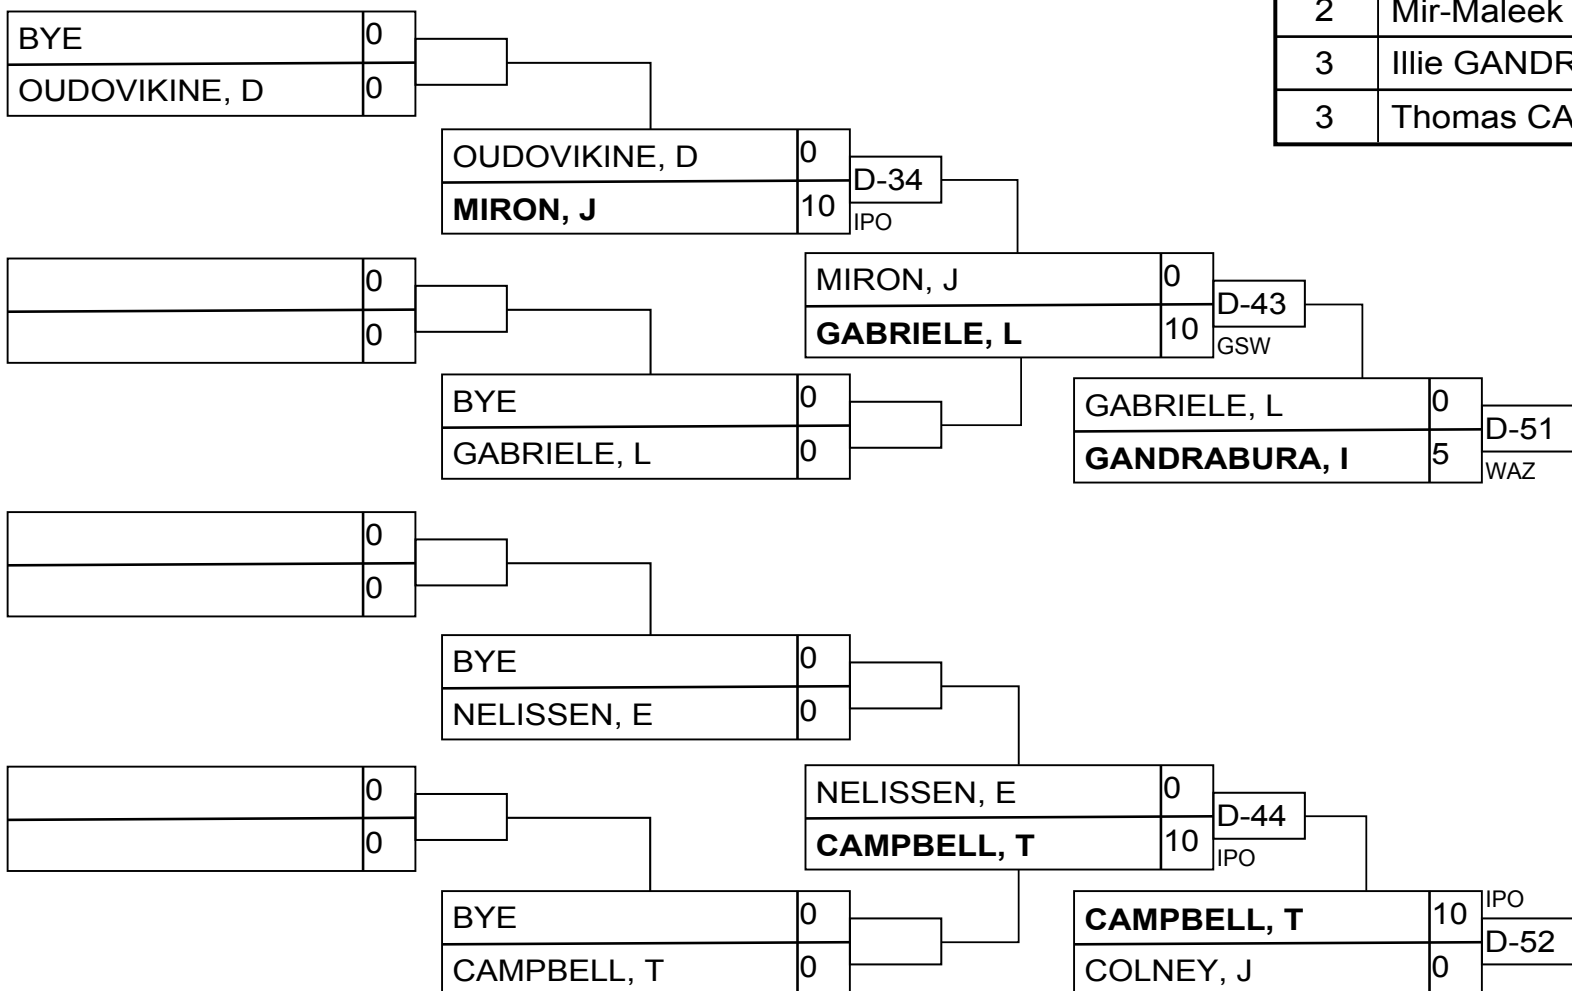 2 Mir-Maleek
3 Illie GANDR
3 Thomas CA
BYE 0
OUDOVIKINE, D 0
OUDOVIKINE, D 0
MIRON, J 10
D-34
IPO
0
0
MIRON, J 0
GABRIELE, L 10
D-43
GSW
BYE 0
GABRIELE, L 0
GABRIELE, L 0
GANDRABURA, I 5
D-51
WAZ
0
0
BYE 0
NELISSEN, E 0
0
0
NELISSEN, E 0
CAMPBELL, T 10
D-44
IPO
BYE 0
CAMPBELL, T 0
CAMPBELL, T 10
COLNEY, J 0
IPO
D-52